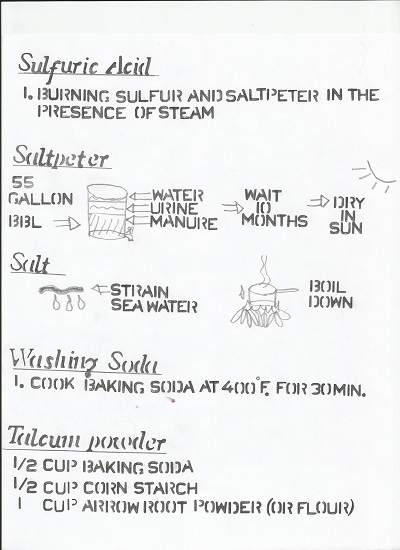 Sulfuric Acid
1. BURNING SULFUR AND SALTPETER IN THE
PRESENCE OF STEAM
Saltpeter
55
GALLON
BBL
WATER
URINE
MANURE
WAIT
10
MONTHS
DRY
IN
SUN
Salt
STRAIN
SEA WATER
BOIL
DOWN
Washing Soda
1. COOK BAKING SODA AT 400°F. FOR 30 MIN.
Talcum powder
1/2 CUP BAKING SODA
1/2 CUP CORN STARCH
1 CUP ARROW ROOT POWDER (OR FLOUR)